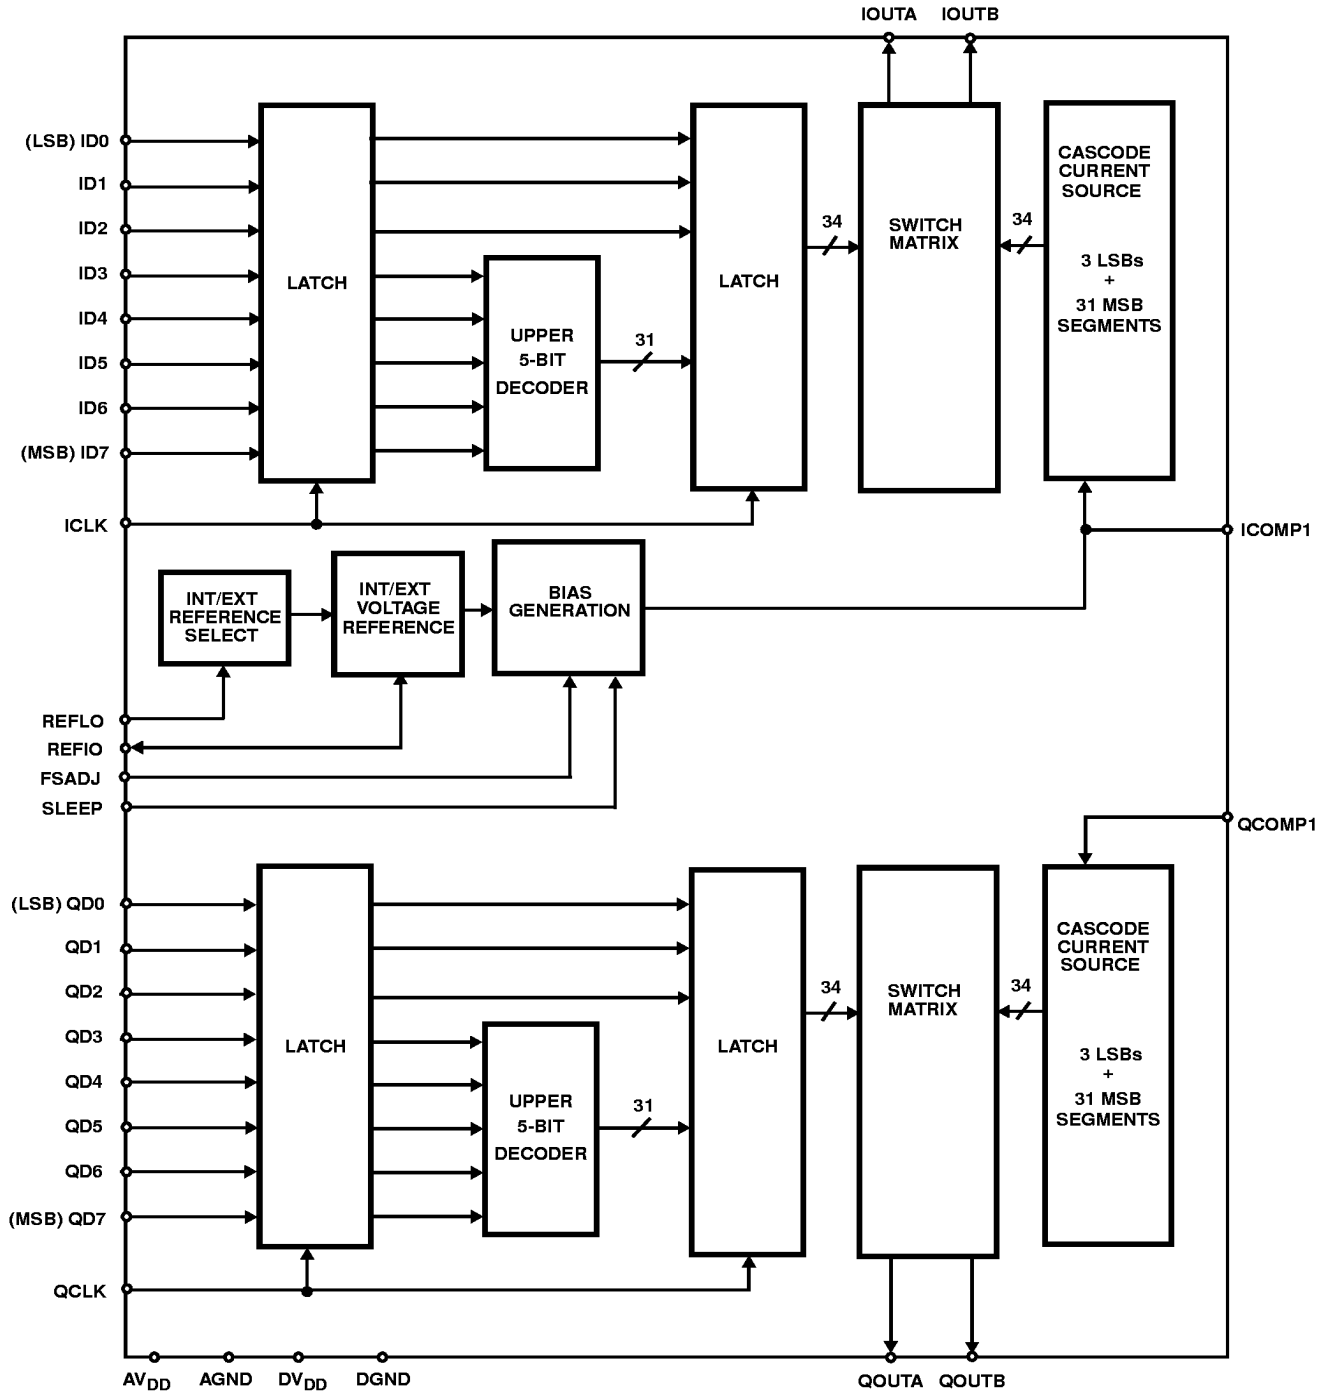 IOUTA IOUTB
(LSB) ID0
ID1
ID2
ID3
ID4
ID5
ID6
(MSB) ID7
ICLK
LATCH
UPPER
5-BIT
DECODER
31
LATCH
34
SWITCH
MATRIX
34
CASCODE
CURRENT
SOURCE
3 LSBs
+
31 MSB
SEGMENTS
ICOMP1
INT/EXT
REFERENCE
SELECT
INT/EXT
VOLTAGE
REFERENCE
BIAS
GENERATION
REFLO
REFIO
FSADJ
SLEEP
QCOMP1
(LSB) QD0
QD1
QD2
QD3
QD4
QD5
QD6
(MSB) QD7
QCLK
LATCH
UPPER
5-BIT
DECODER
31
LATCH
34
SWITCH
MATRIX
34
CASCODE
CURRENT
SOURCE
3 LSBs
+
31 MSB
SEGMENTS
AVDD AGND DVDD DGND QOUTA QOUTB